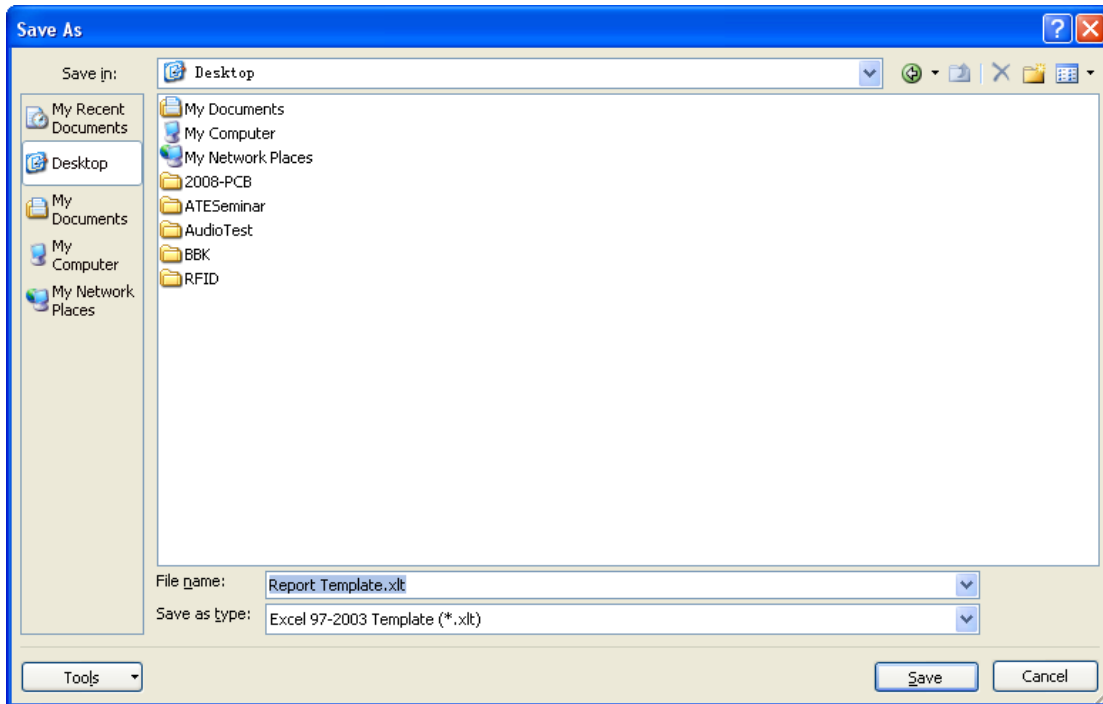 Save As
Save in:
Desktop
My Recent
Documents
Desktop
My
Documents
My
Computer
My Network
Places
My Documents
My Computer
My Network Places
2008-PCB
ATESeminar
AudioTest
BBK
RFID
File name:
Report Template.xlt
Save as type:
Excel 97-2003 Template (*.xlt)
Tools
Save
Cancel